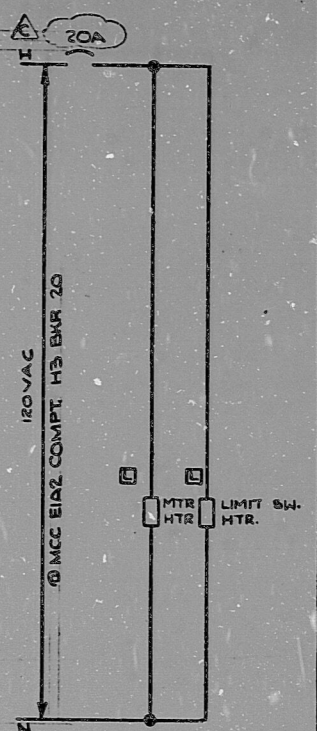 C
20A
H
120VAC
@ MCC E1A2 COMPT. H3 BKR 20
C
C
MTR
HTR
LIMIT SW.
HTR.
N